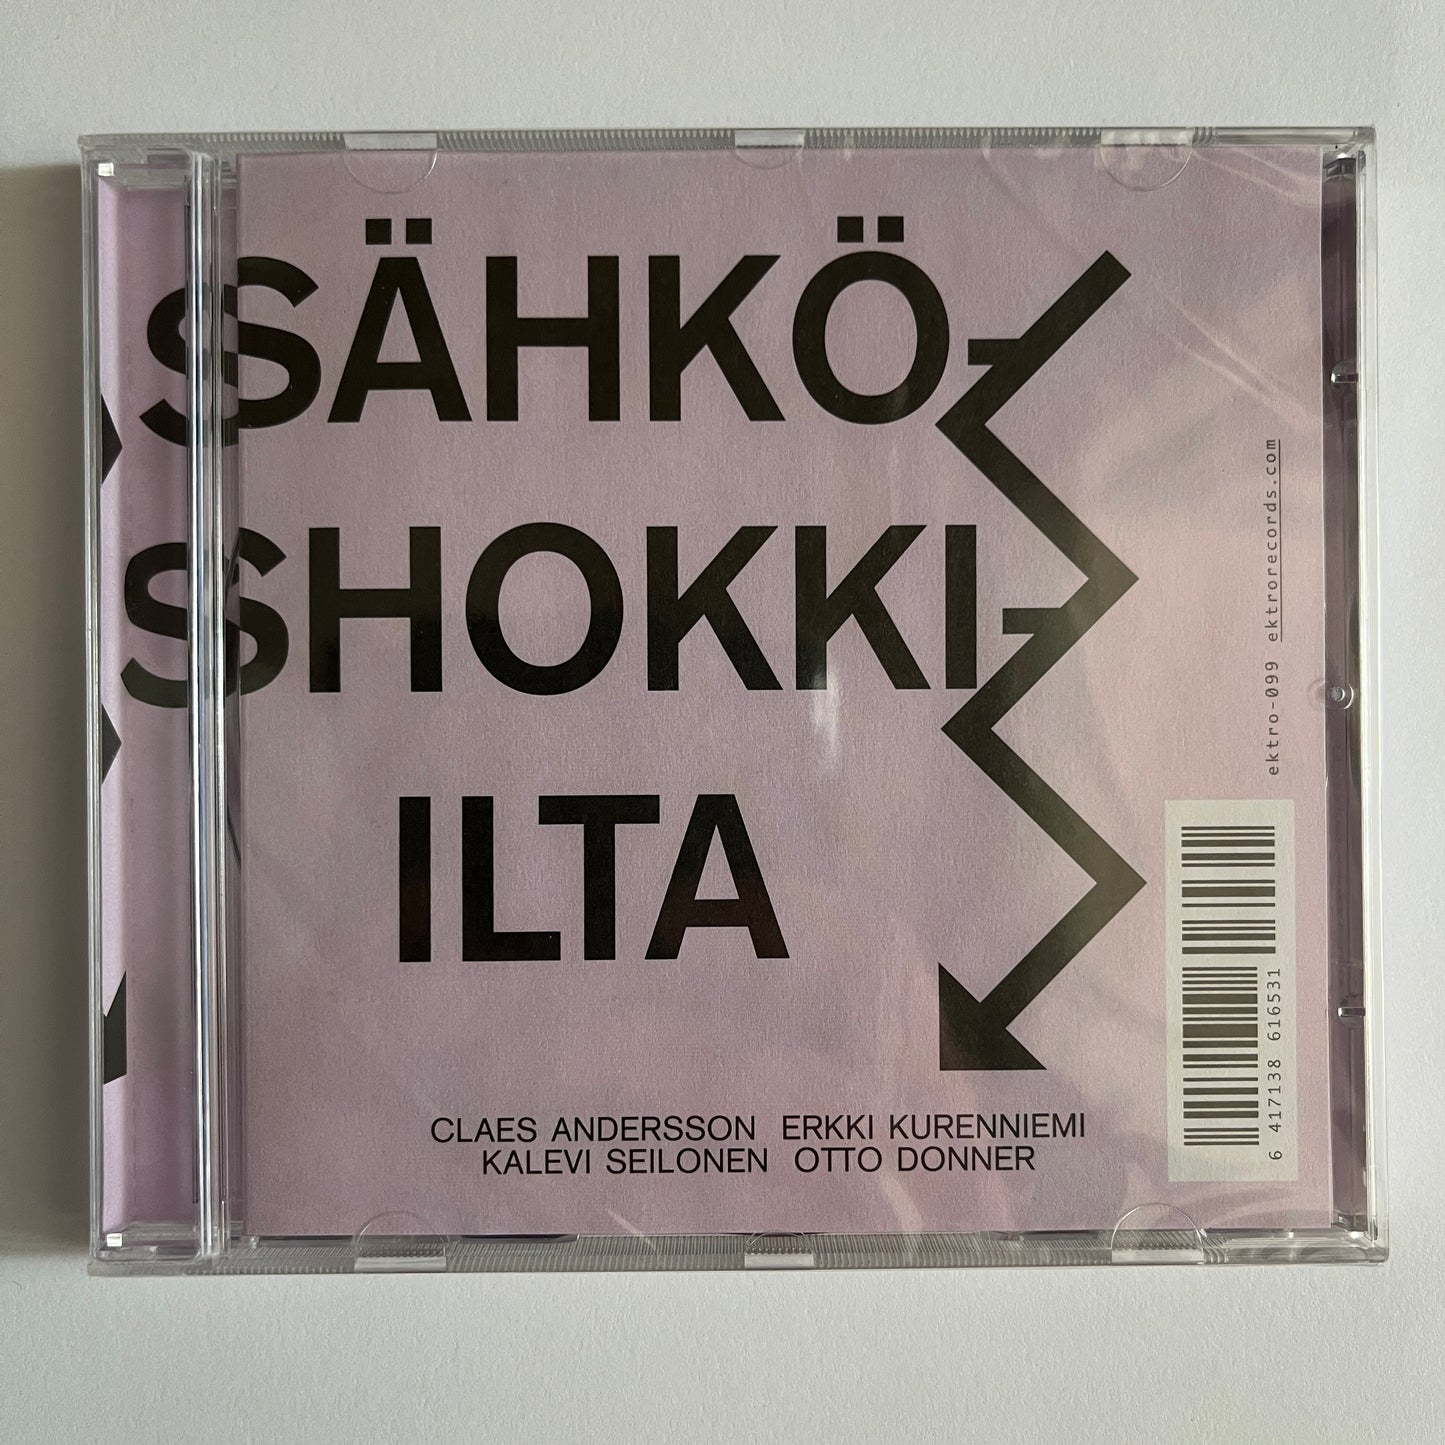 SÄHKÖ-
SHOKKI-
ILTA
CLAES ANDERSSON ERKKI KURENNIEMI
KALEVI SEILONEN OTTO DONNER
ektro-099 ektrorecords.com
6 417138 616531